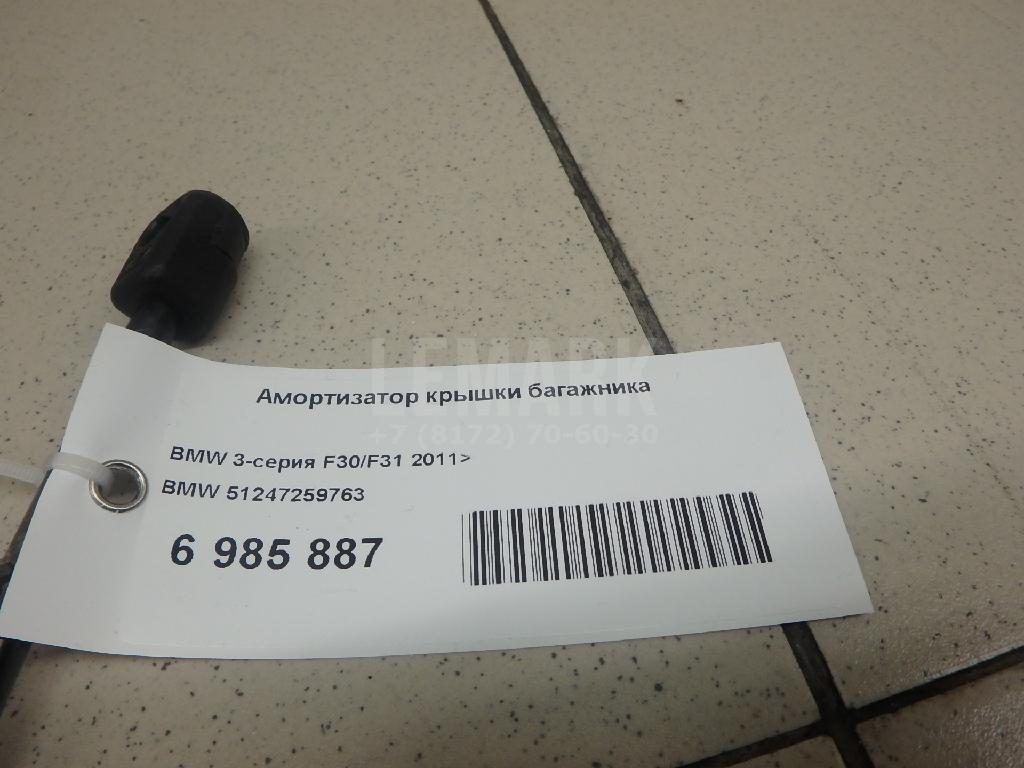 LEMARK
+7 (8172) 70-60-30
Амортизатор крышки багажника
BMW 3-серия F30/F31 2011>
BMW 51247259763
6 985 887